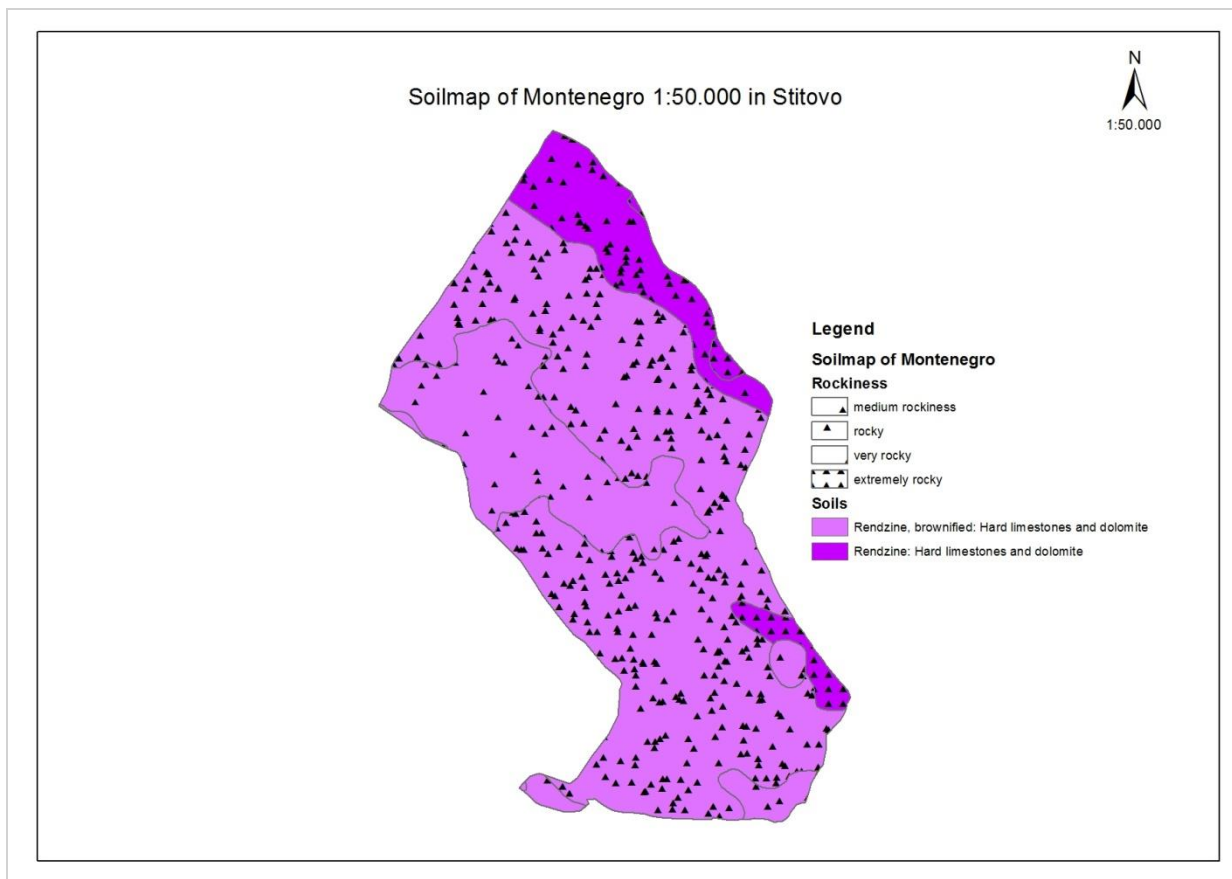 N
1:50.000
Soilmap of Montenegro 1:50.000 in Stitovo
Legend
Soilmap of Montenegro
Rockiness
medium rockiness
rocky
very rocky
extremely rocky
Soils
Rendzine, brownified: Hard limestones and dolomite
Rendzine: Hard limestones and dolomite